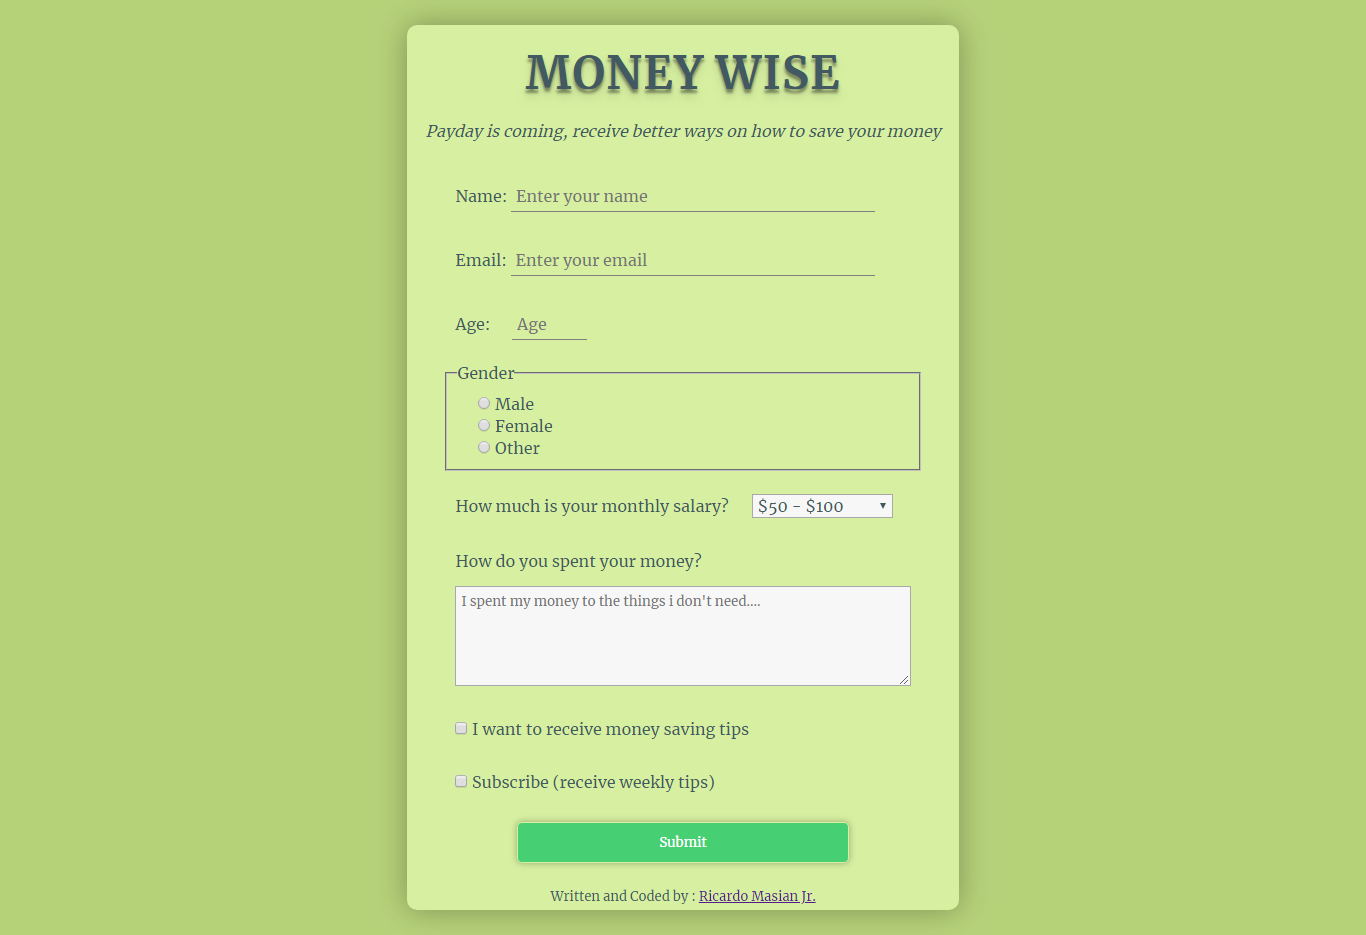 MONEY WISE
Payday is coming, receive better ways on how to save your money
Name: Enter your name
Email: Enter your email
Age: Age
Gender
Male
Female
Other
How much is your monthly salary? $50 - $100
How do you spent your money?
I spent my money to the things i don't need....
I want to receive money saving tips
Subscribe (receive weekly tips)
Submit
Written and Coded by : Ricardo Masian Jr.